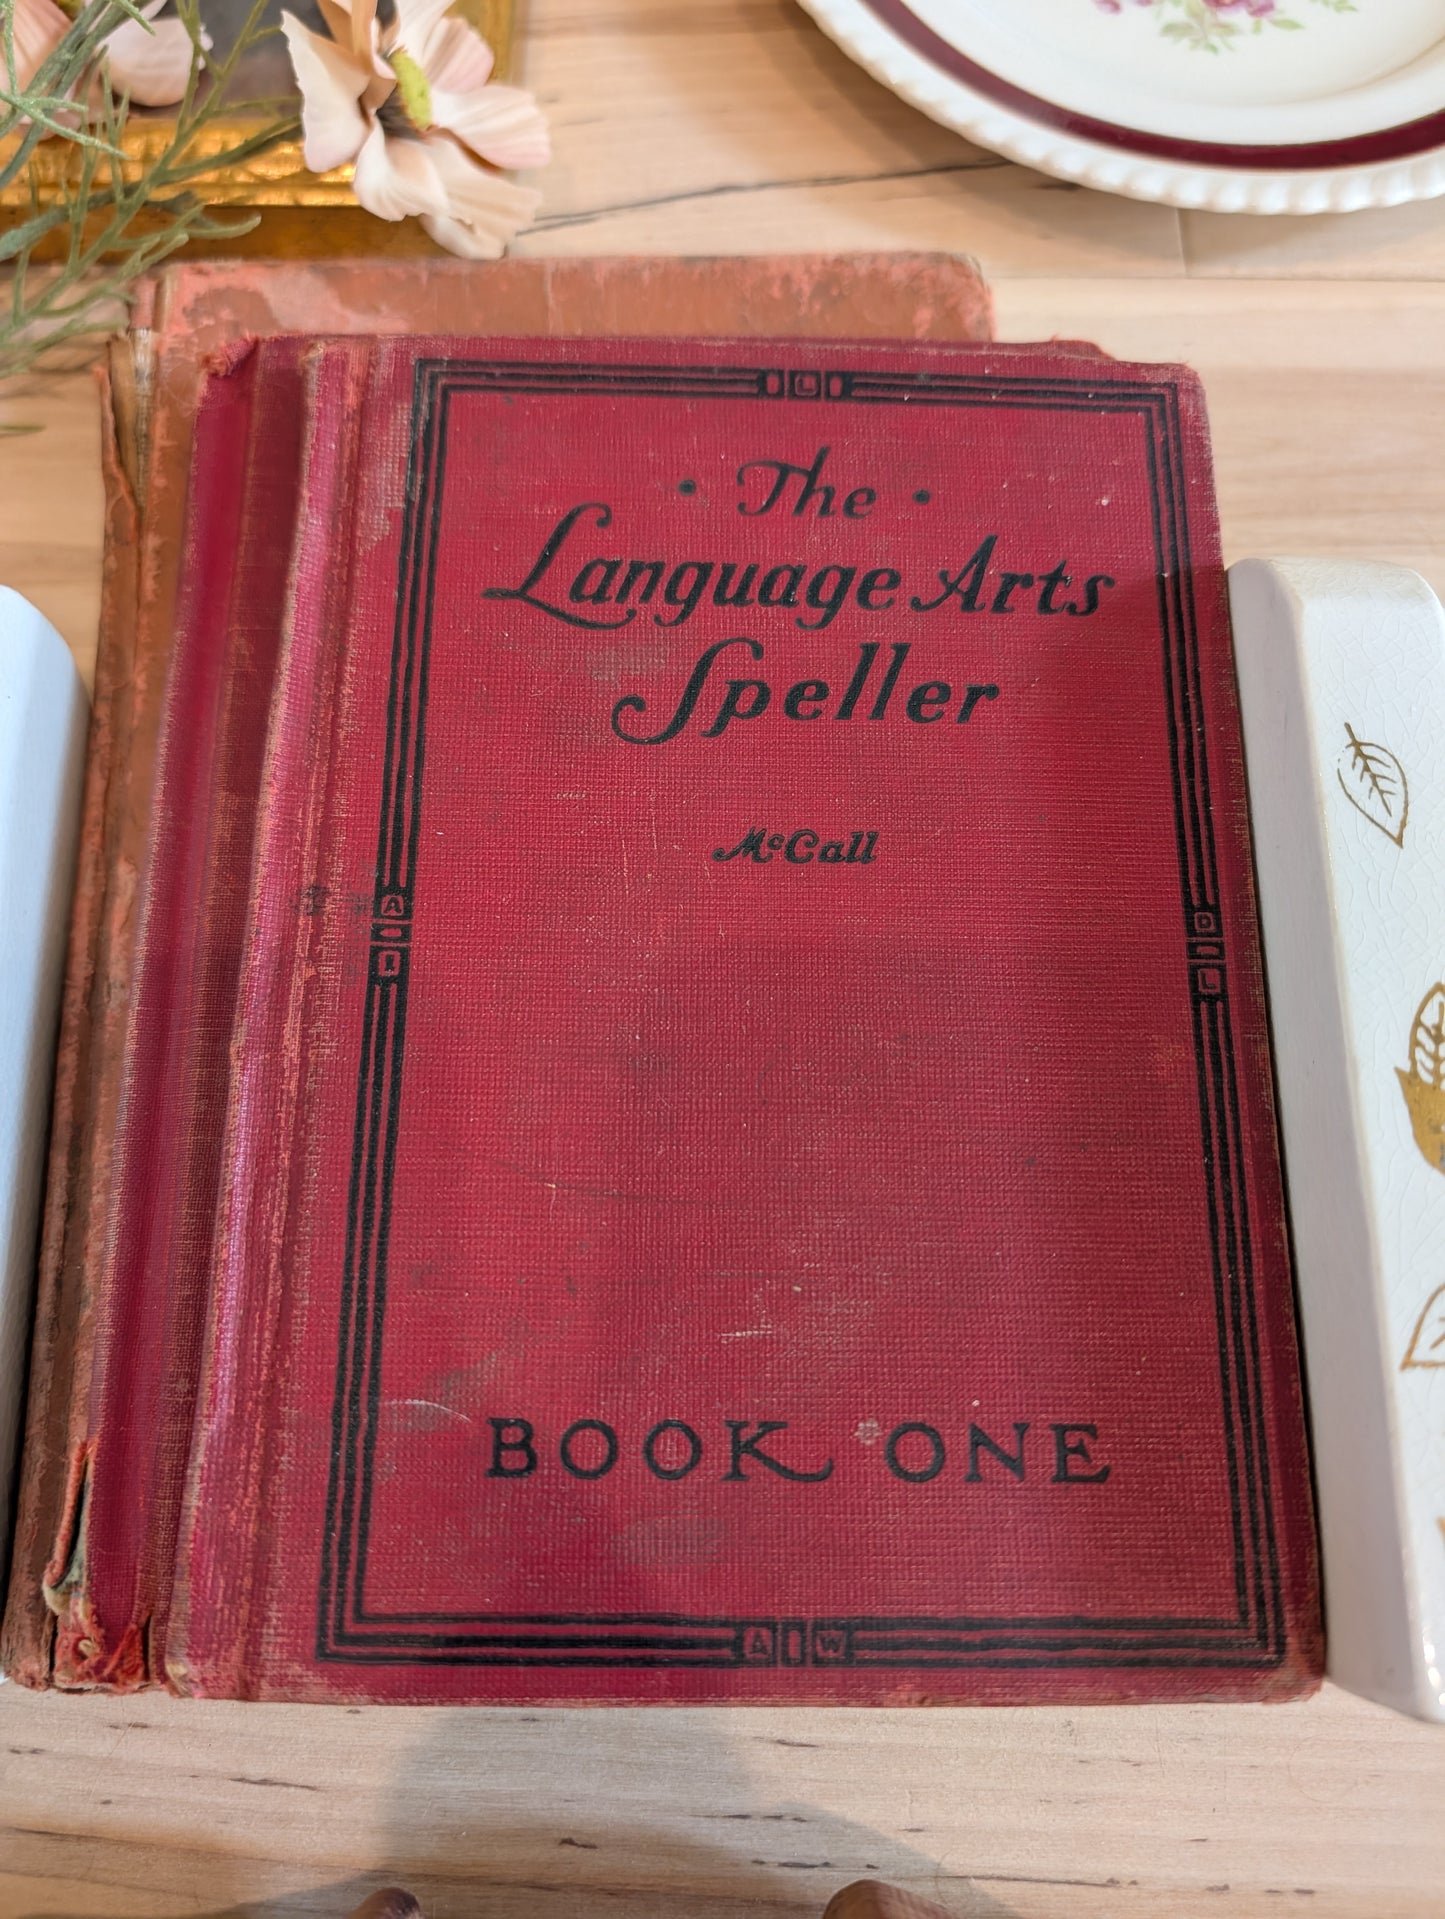 L
The
Language Arts
Speller
McCall
A
D
L
BOOK ONE
A W